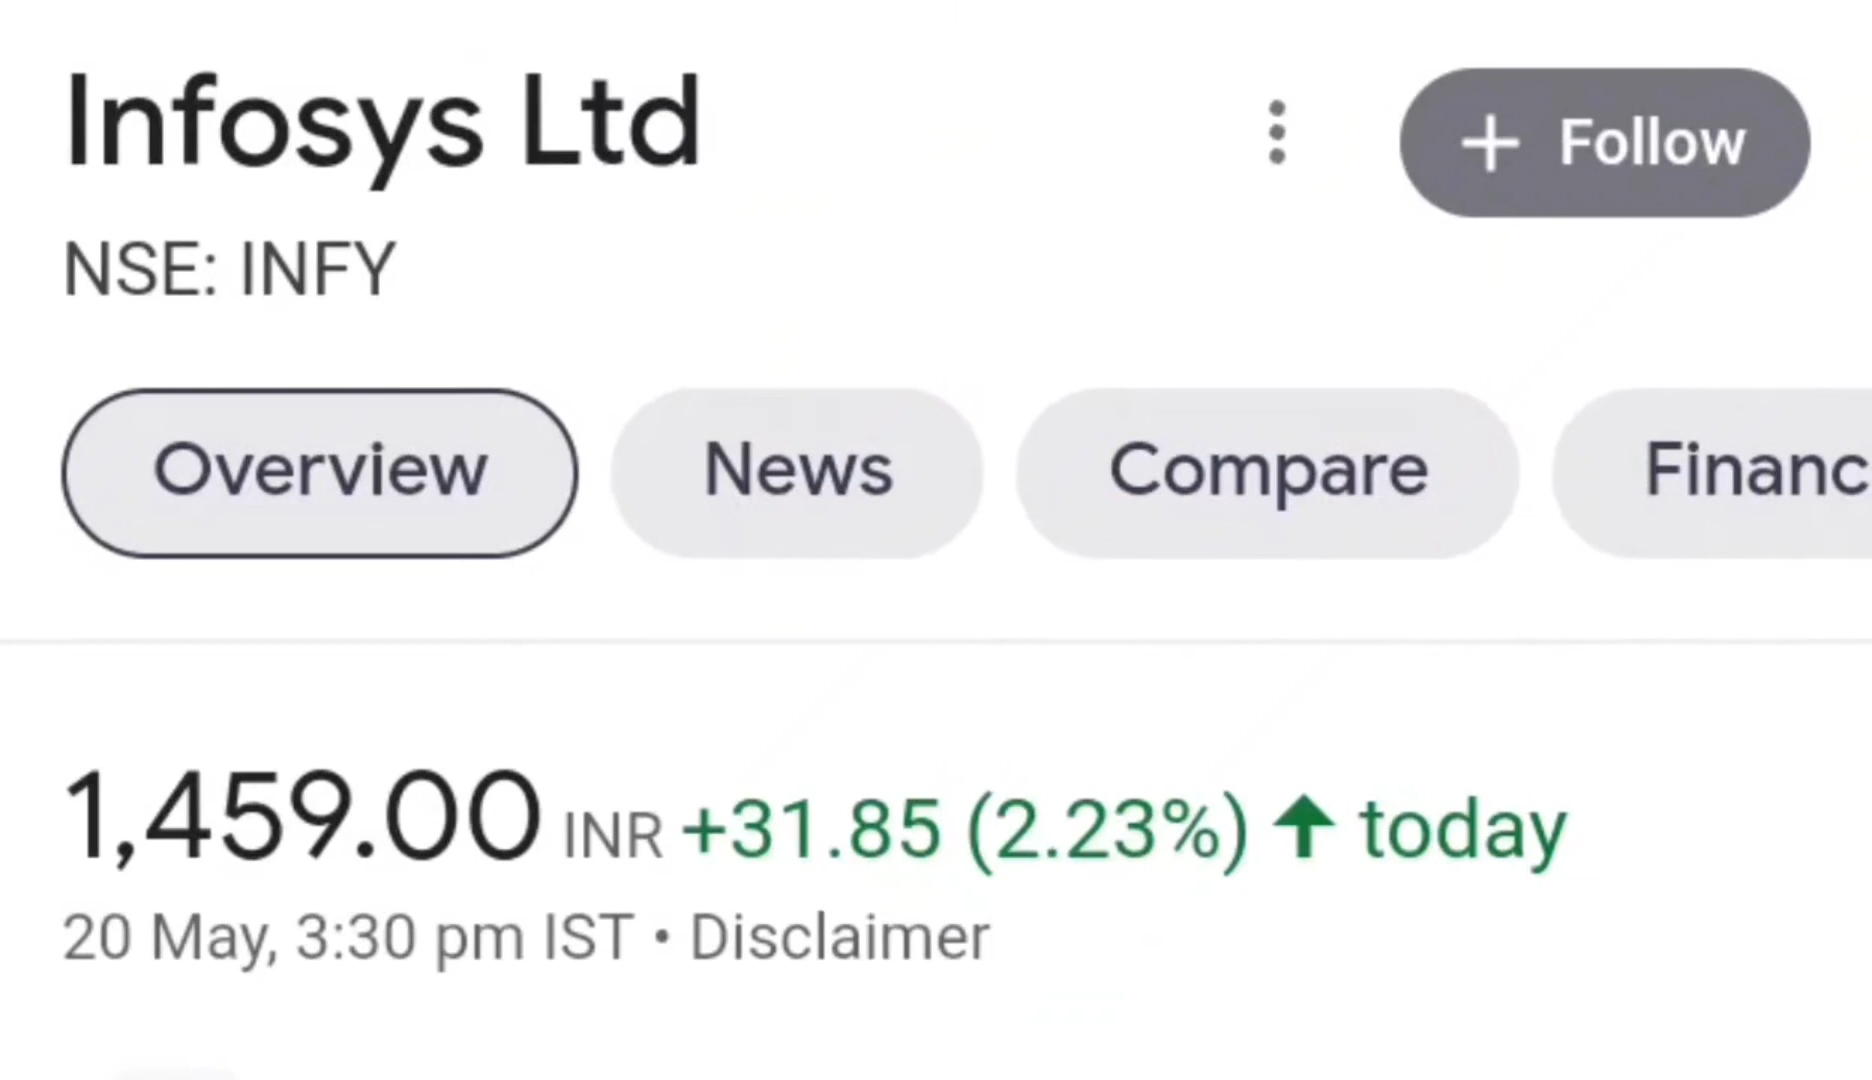 Infosys Ltd
+ Follow
NSE: INFY
Overview News Compare Financ
1,459.00 INR +31.85 (2.23%) ↑ today
20 May, 3:30 pm IST • Disclaimer